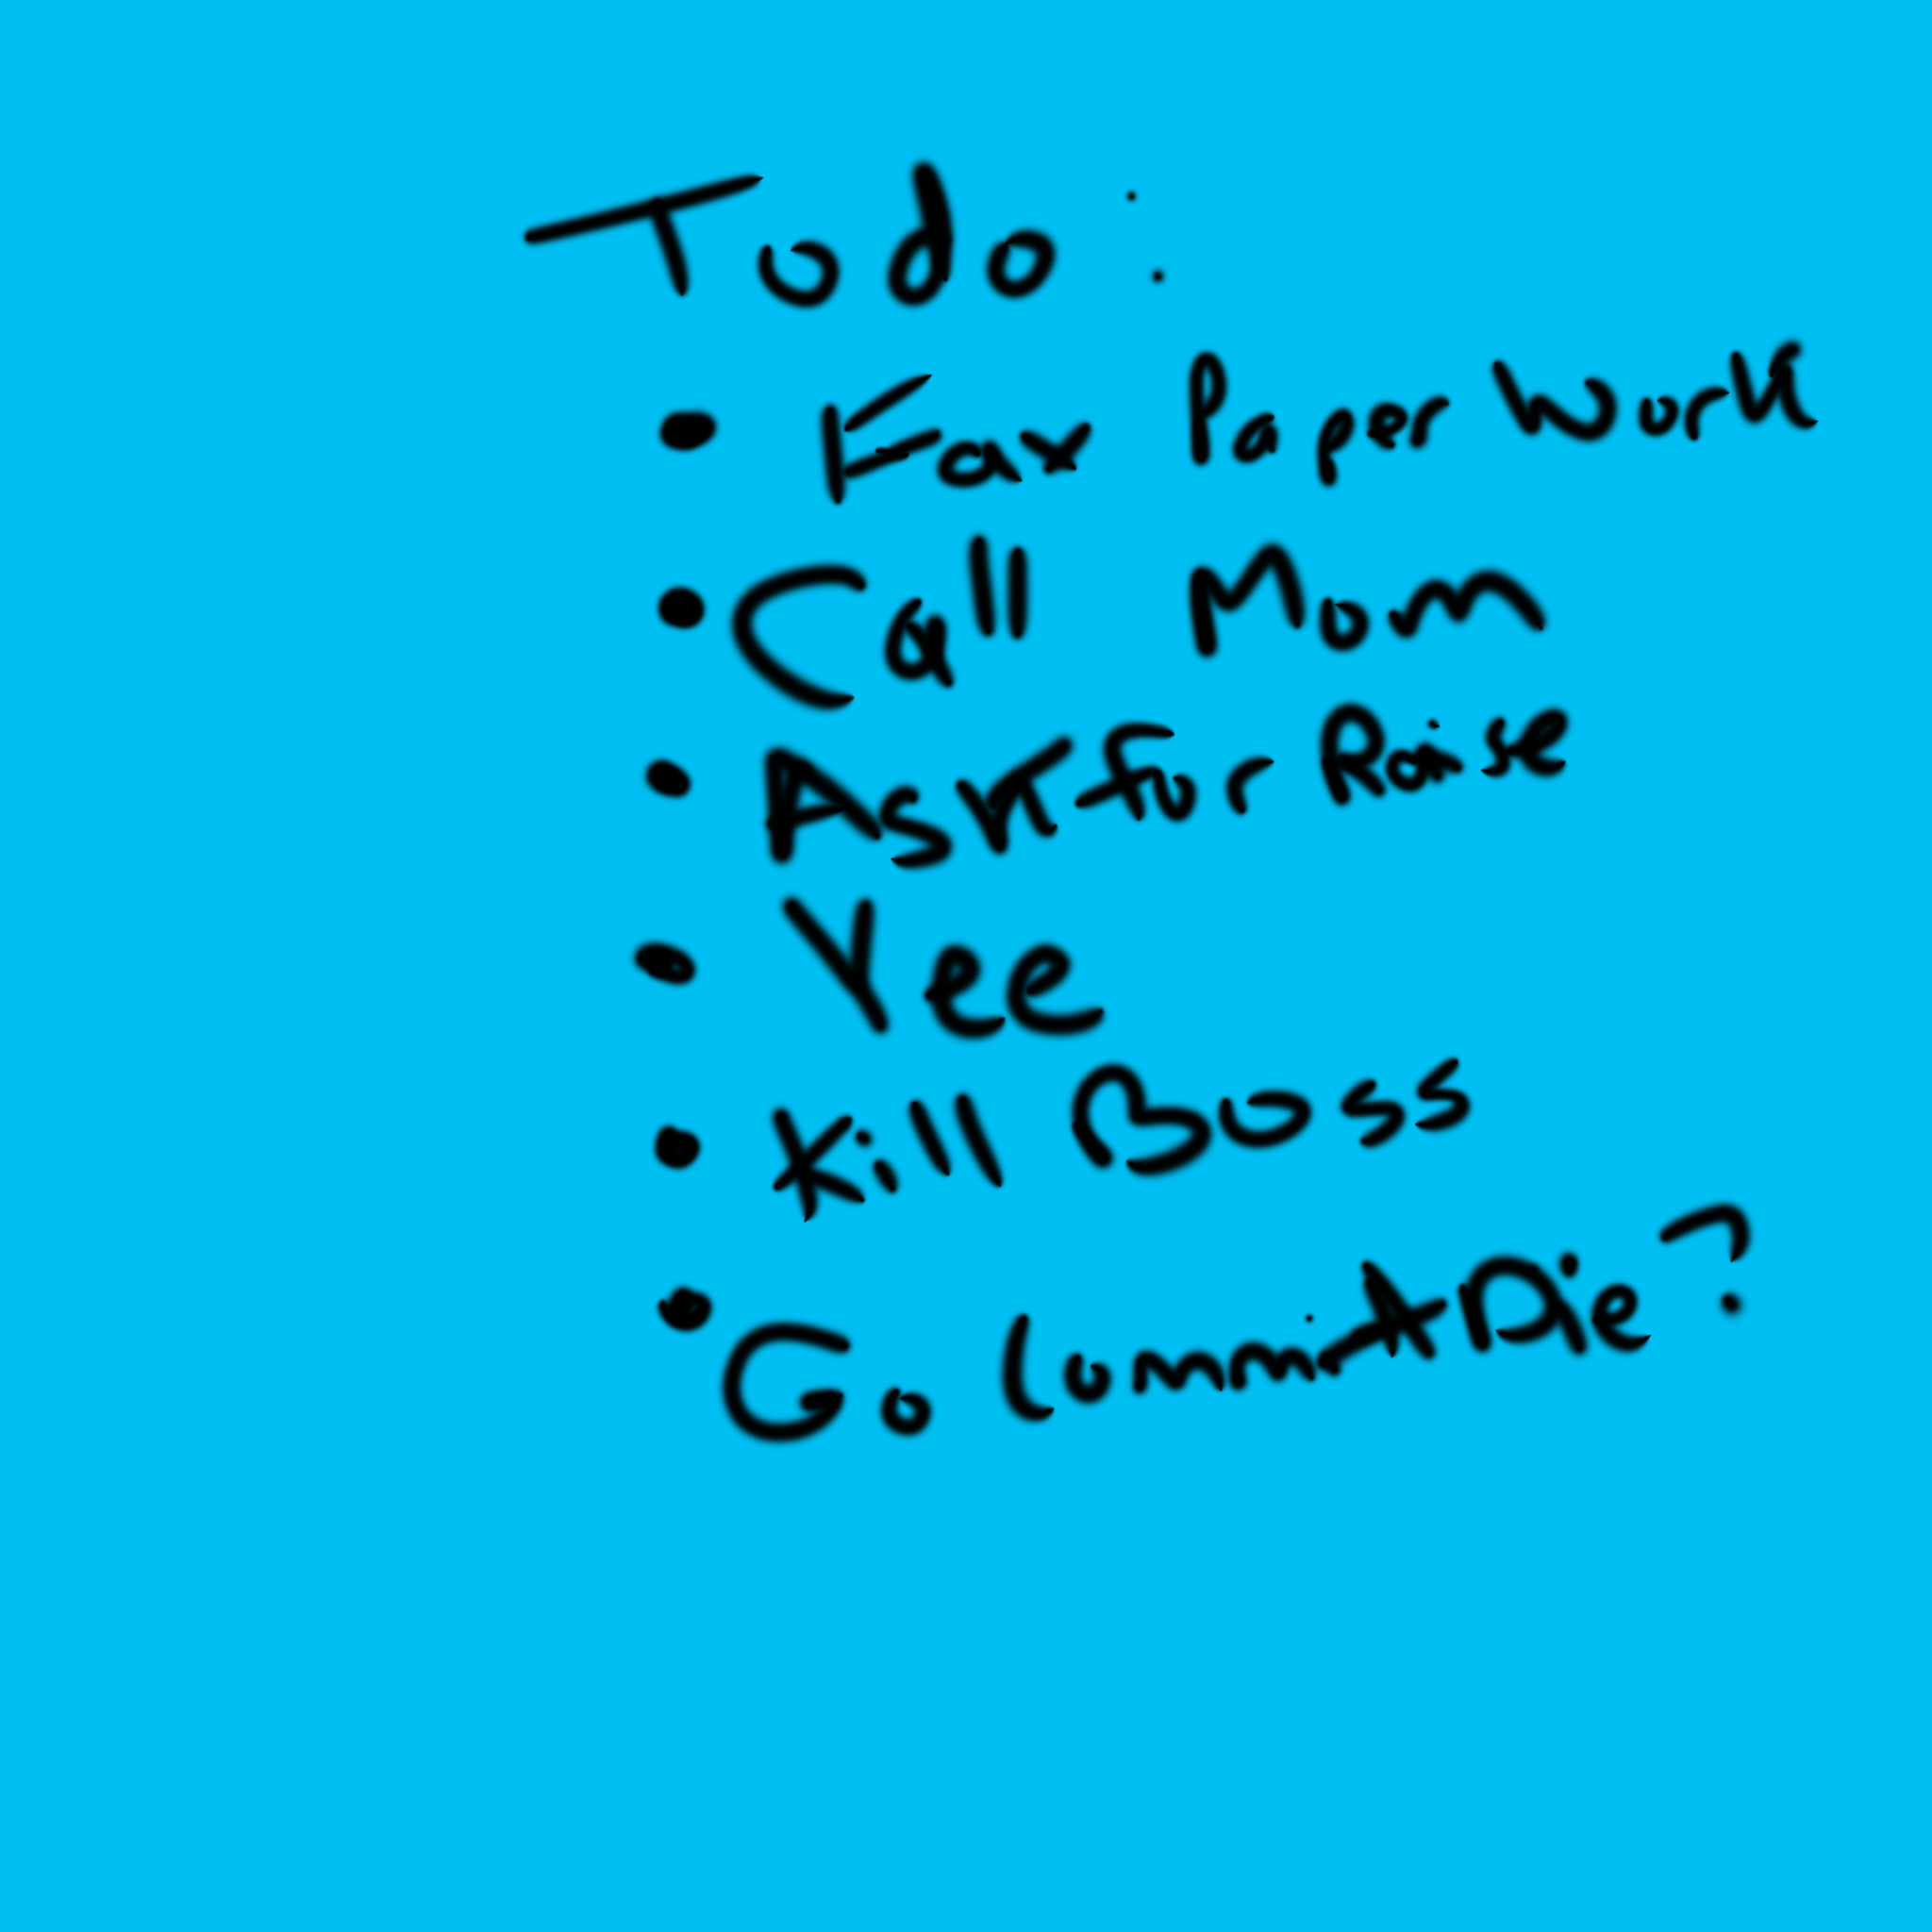 Todo:
• Fax Paper Work
• Call Mom
• Ask for Raise
• Yee
• Kill Boss
• Go Commit Die?